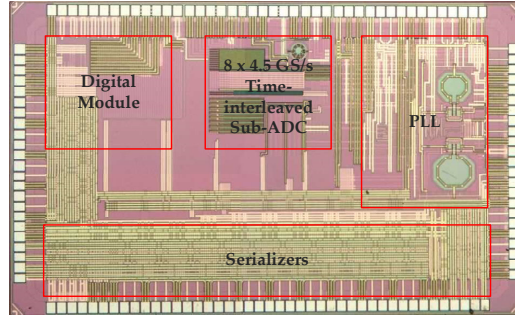 Digital
Module
8 x 4.5 GS/s
Time-
interleaved
Sub-ADC
PLL
Serializers